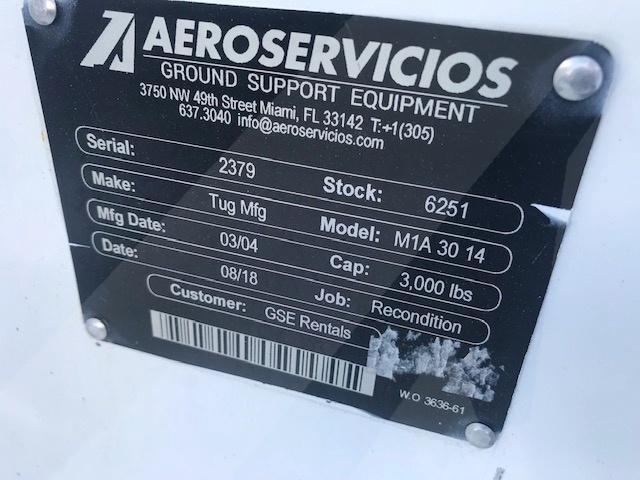 AEROSERVICIOS
GROUND SUPPORT EQUIPMENT
3750 NW 49th Street Miami, FL 33142 T:+1(305)
637.3040 info@aeroservicios.com
Serial: 2379 Stock: 6251
Make: Tug Mfg Model: M1A 30 14
Mfg Date: 03/04 Cap: 3,000 lbs
Date: 08/18 Job: Recondition
Customer: GSE Rentals
W.O 3636-61